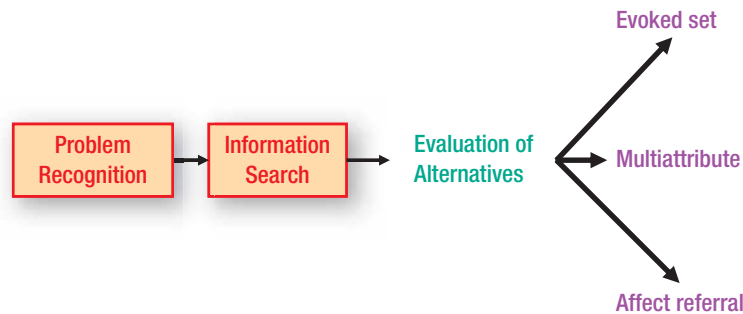 Evoked set
Problem
Recognition
Information
Search
Evaluation of
Alternatives
Multiattribute
Affect referral